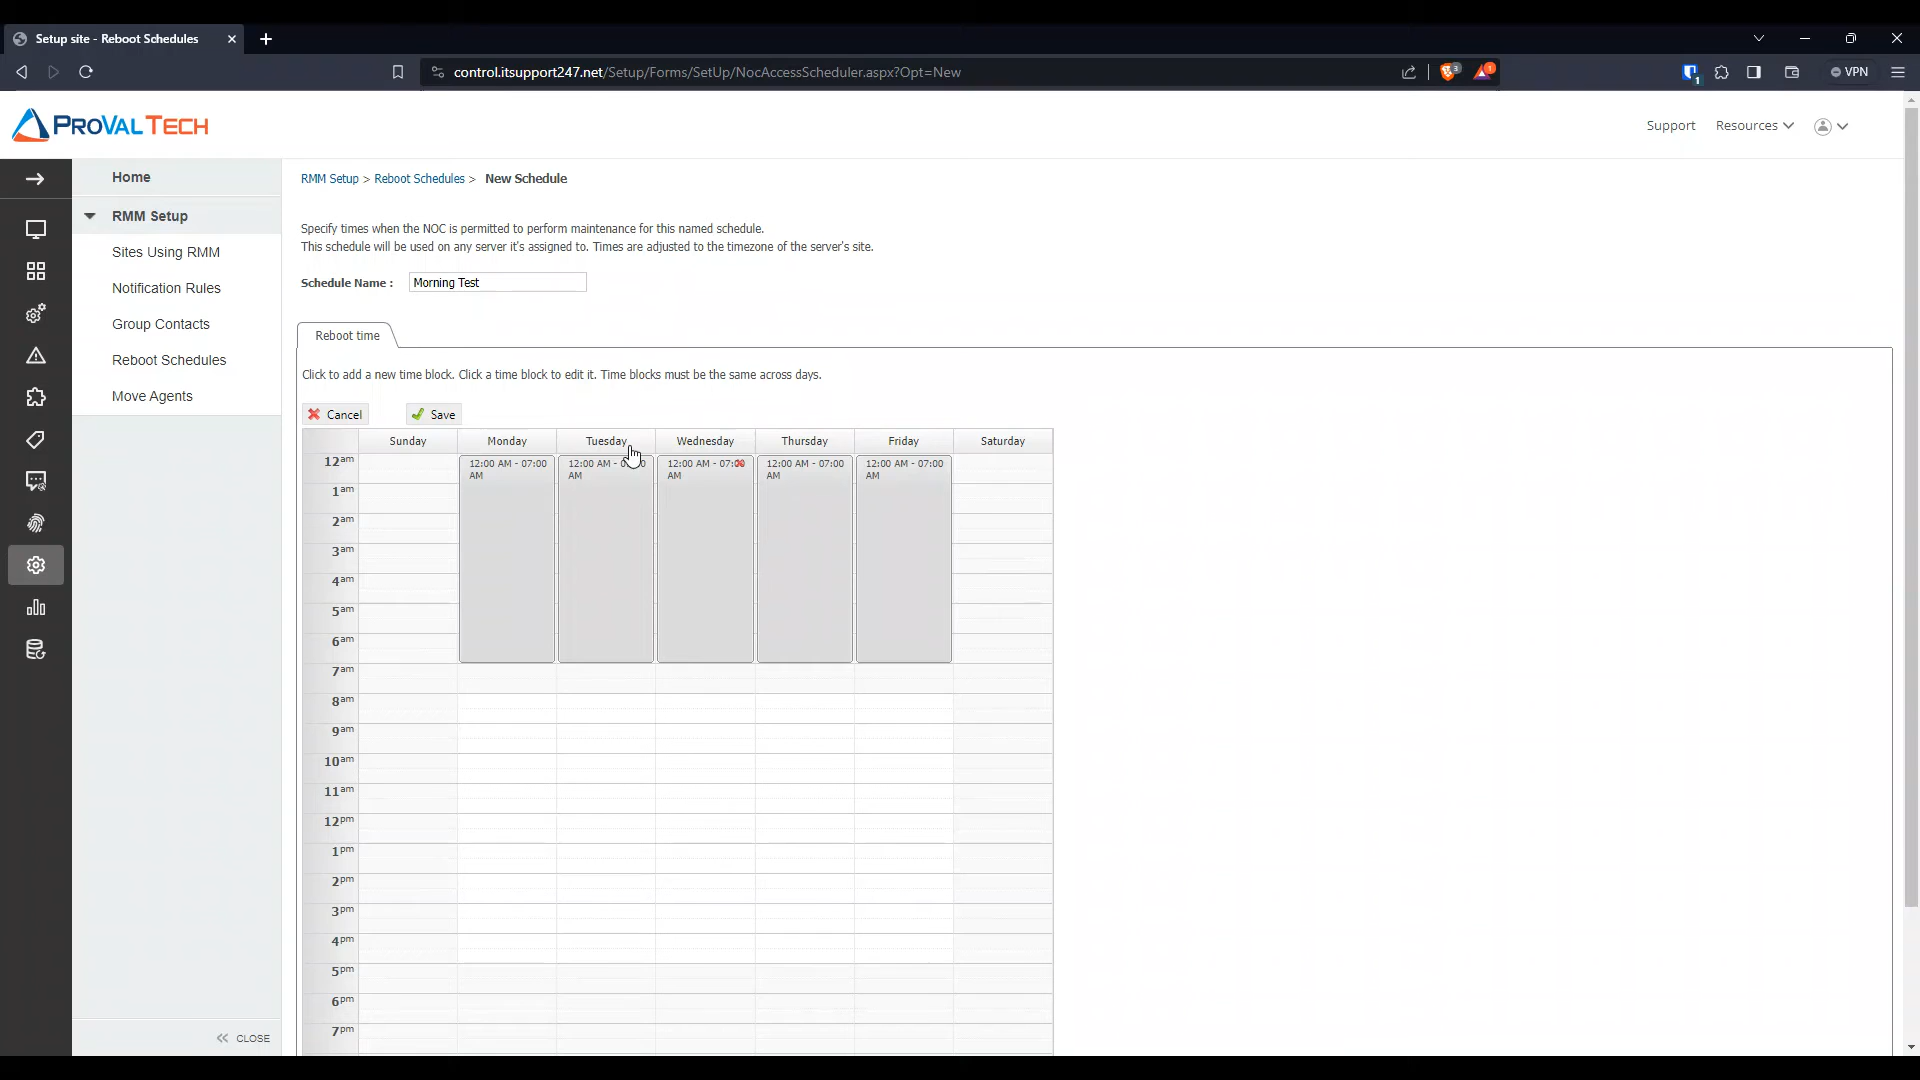 Setup site - Reboot Schedules
control.itsupport247.net/Setup/Forms/SetUp/NocAccessScheduler.aspx?Opt=New
3
1
1
VPN
PROVAL TECH
Support
Resources
Home
RMM Setup
Sites Using RMM
Notification Rules
Group Contacts
Reboot Schedules
Move Agents
CLOSE
RMM Setup > Reboot Schedules > New Schedule
Specify times when the NOC is permitted to perform maintenance for this named schedule.
This schedule will be used on any server it's assigned to. Times are adjusted to the timezone of the server's site.
Schedule Name : Morning Test
Reboot time
Click to add a new time block. Click a time block to edit it. Time blocks must be the same across days.
Cancel Save
Sunday Monday Tuesday Wednesday Thursday Friday Saturday
12:00 AM - 07:00 AM
12:00 AM - AM
12:00 AM - AM
12:00 AM - 07:00 AM
12:00 AM - 07:00 AM
12am
1am
2am
3am
4am
5am
6am
7am
8am
9am
10am
11am
12pm
1pm
2pm
3pm
4pm
5pm
6pm
7pm